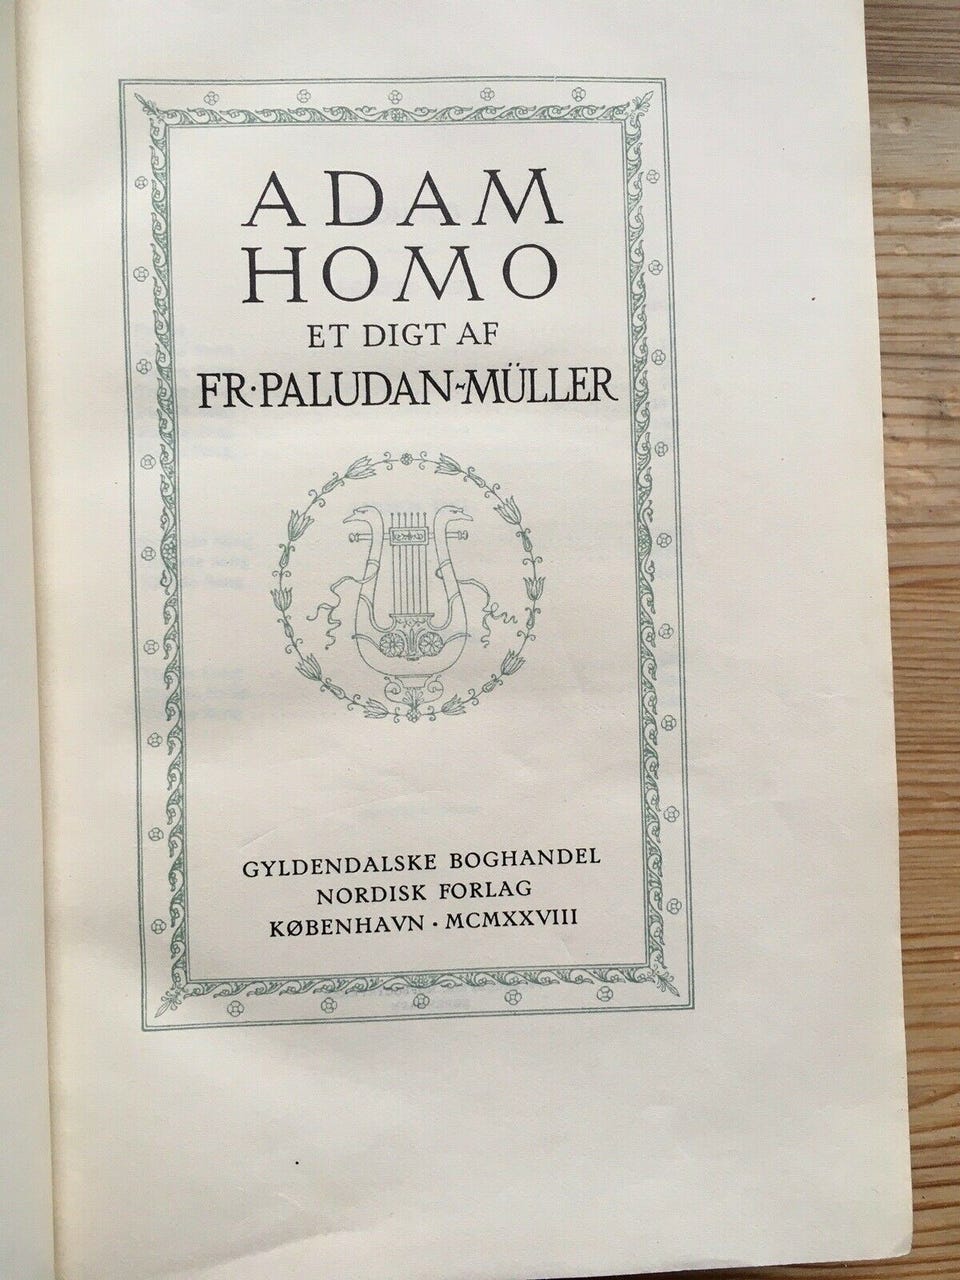 ADAM
HOMO
ET DIGT AF
FR·PALUDAN-MÜLLER
GYLDENDALSKE BOGHANDEL
NORDISK FORLAG
KØBENHAVN · MCMXXVIII